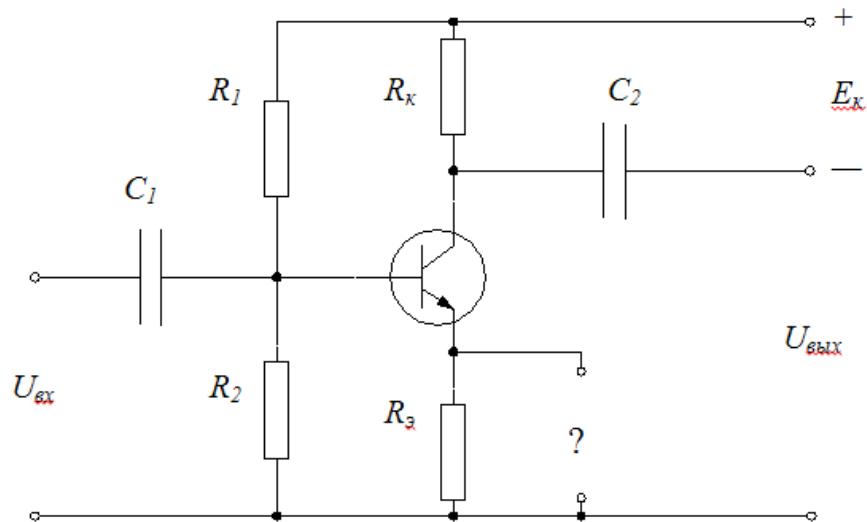 +
R₁
Rк
C₂
Eк
—
C₁
Uвх
R₂
Rэ
?
Uвых